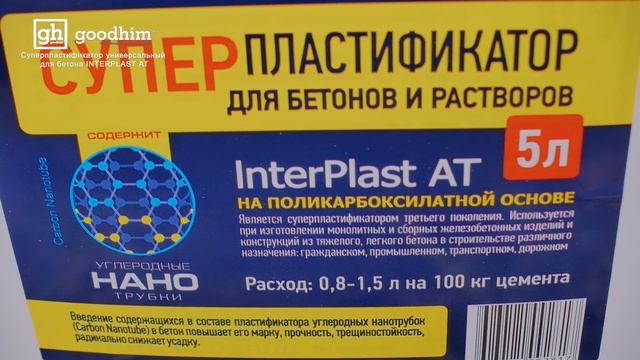 gh goodhim
Суперпластификатор универсальный
для бетона INTERPLAST AT
СУПЕРПЛАСТИФИКАТОР
ДЛЯ БЕТОНОВ И РАСТВОРОВ
5л
СОДЕРЖИТ
Carbon Nanotube
УГЛЕРОДНЫЕ
НАНО
ТРУБКИ
InterPlast AT
НА ПОЛИКАРБОКСИЛАТНОЙ ОСНОВЕ
Является суперпластификатором третьего поколения. Используется
при изготовлении монолитных и сборных железобетонных изделий и
конструкций из тяжелого, легкого бетона в строительстве различного
назначения: гражданском, промышленном, транспортном, дорожном
Расход: 0,8-1,5 л на 100 кг цемента
Введение содержащихся в составе пластификатора углеродных нанотрубок
(Carbon Nanotube) в бетон повышает его марку, прочность, трещиностойкость,
радикально снижает усадку.